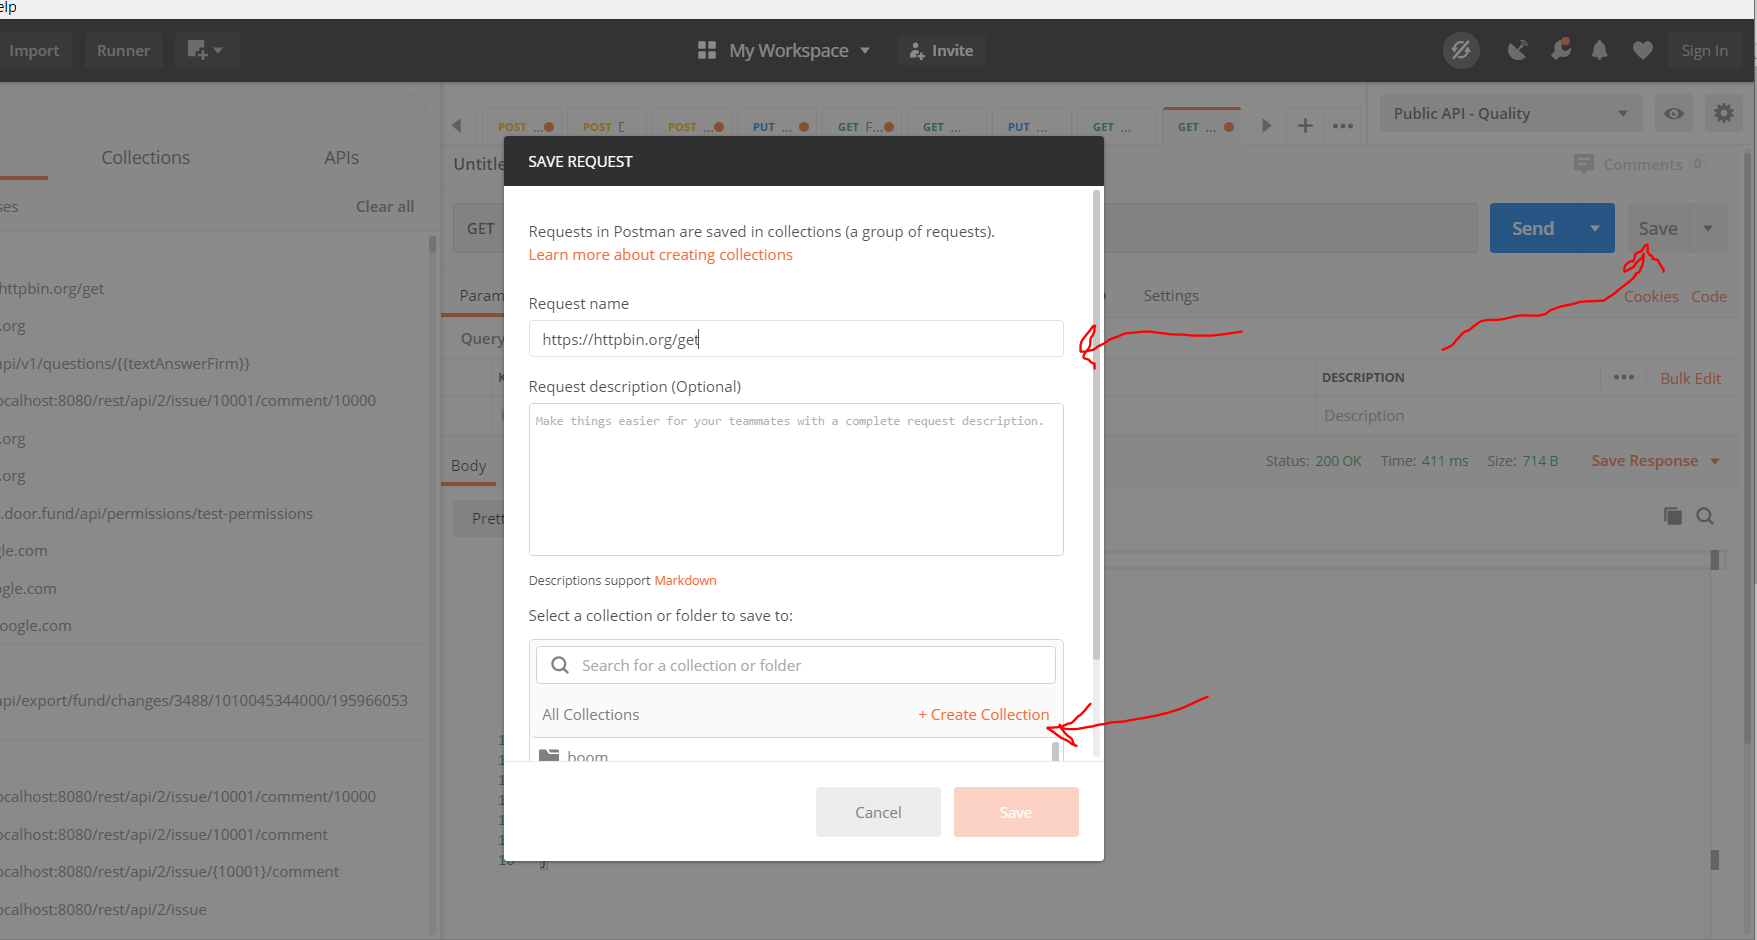 elp
Import
Runner
My Workspace
Invite
Sign In
POST ...
POST [
POST ...
PUT ...
GET F...
GET ...
PUT ...
GET ...
GET ...
Public API - Quality
Collections
APIs
ses
Clear all
Untitle
Comments 0
GET
Send
Save
Param
Settings
Cookies Code
Query
K
DESCRIPTION
Bulk Edit
Description
Body
Status: 200 OK Time: 411 ms Size: 714 B
Save Response
Prett
httpbin.org/get
.org
api/v1/questions/{{textAnswerFirm}}
ocalhost:8080/rest/api/2/issue/10001/comment/10000
.org
.org
.door.fund/api/permissions/test-permissions
gle.com
ogle.com
oogle.com
api/export/fund/changes/3488/1010045344000/195966053
ocalhost:8080/rest/api/2/issue/10001/comment/10000
ocalhost:8080/rest/api/2/issue/10001/comment
ocalhost:8080/rest/api/2/issue/{10001}/comment
ocalhost:8080/rest/api/2/issue
SAVE REQUEST
Requests in Postman are saved in collections (a group of requests).
Learn more about creating collections
Request name
https://httpbin.org/get
Request description (Optional)
Make things easier for your teammates with a complete request description.
Descriptions support Markdown
Select a collection or folder to save to:
Search for a collection or folder
All Collections
+ Create Collection
boom
Cancel
Save